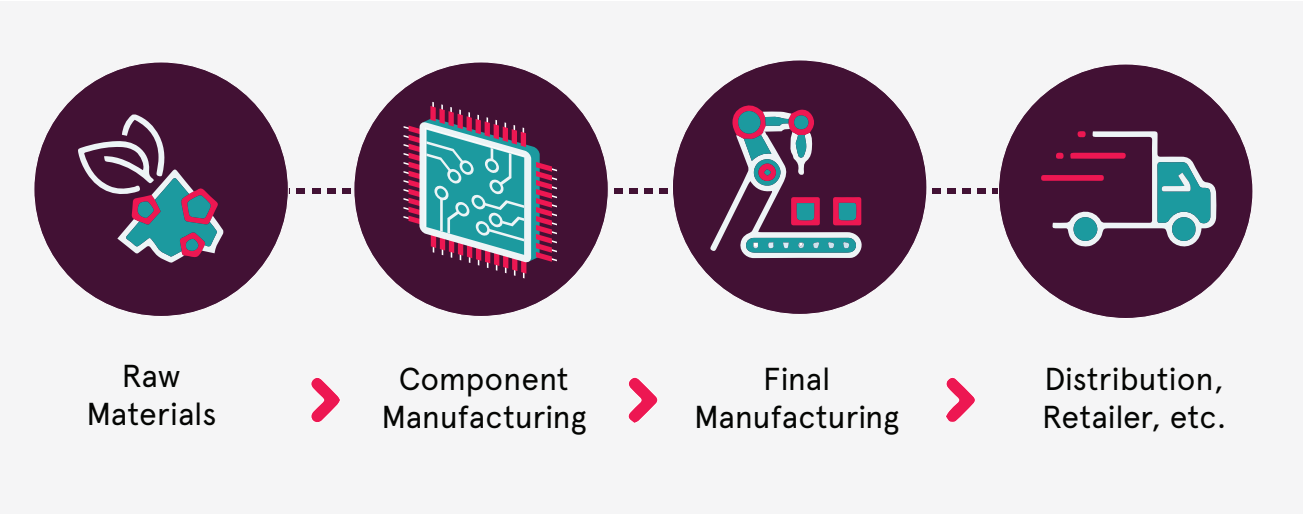 Raw
Materials
Component
Manufacturing
Final
Manufacturing
Distribution,
Retailer, etc.